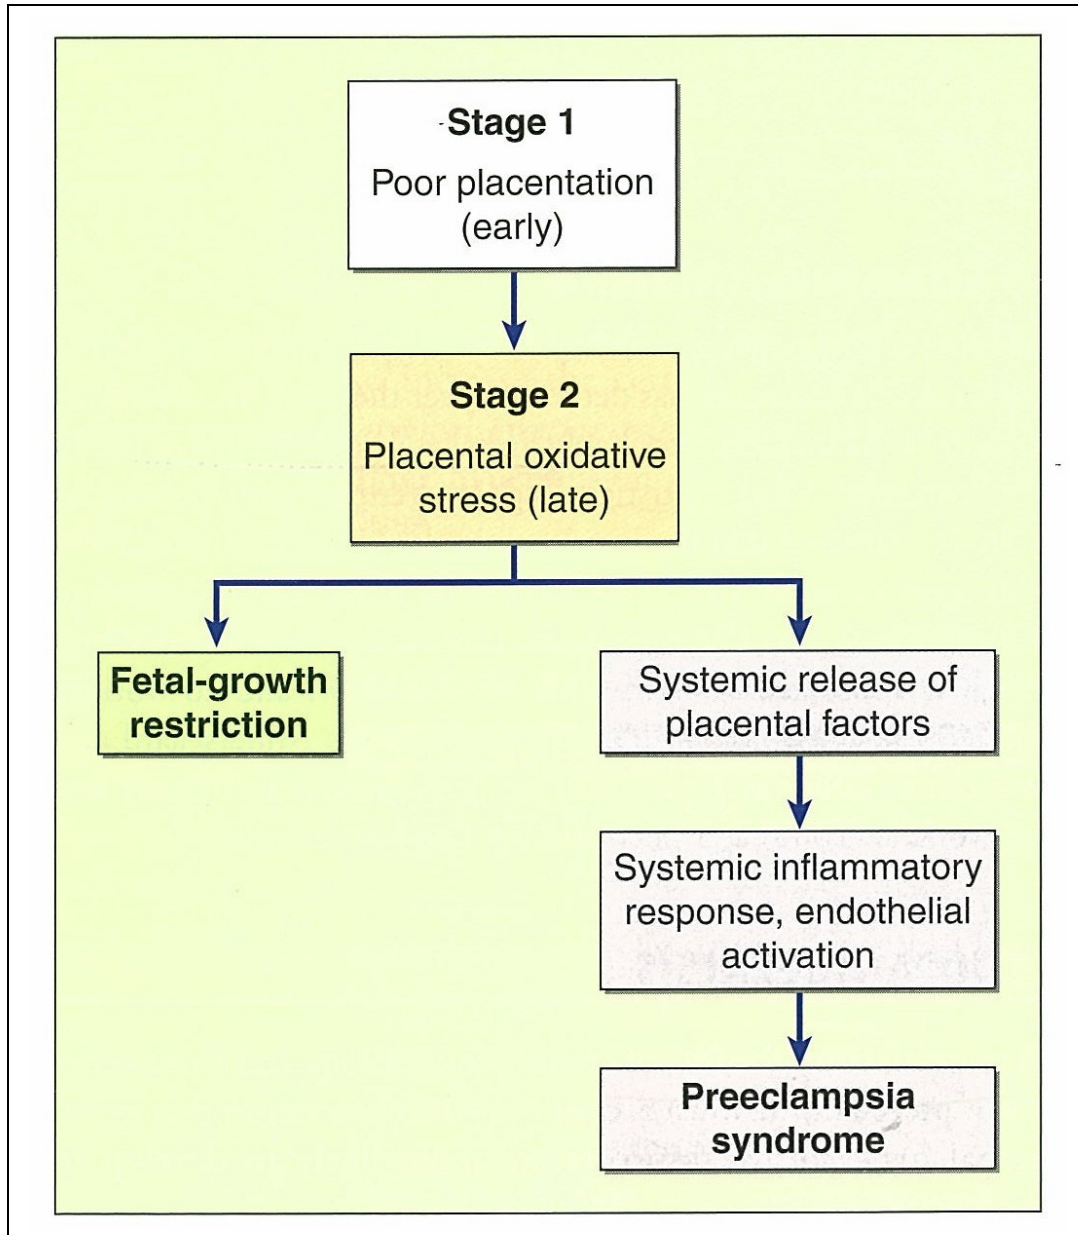 Stage 1
Poor placentation
(early)
Stage 2
Placental oxidative
stress (late)
Fetal-growth
restriction
Systemic release of
placental factors
Systemic inflammatory
response, endothelial
activation
Preeclampsia
syndrome